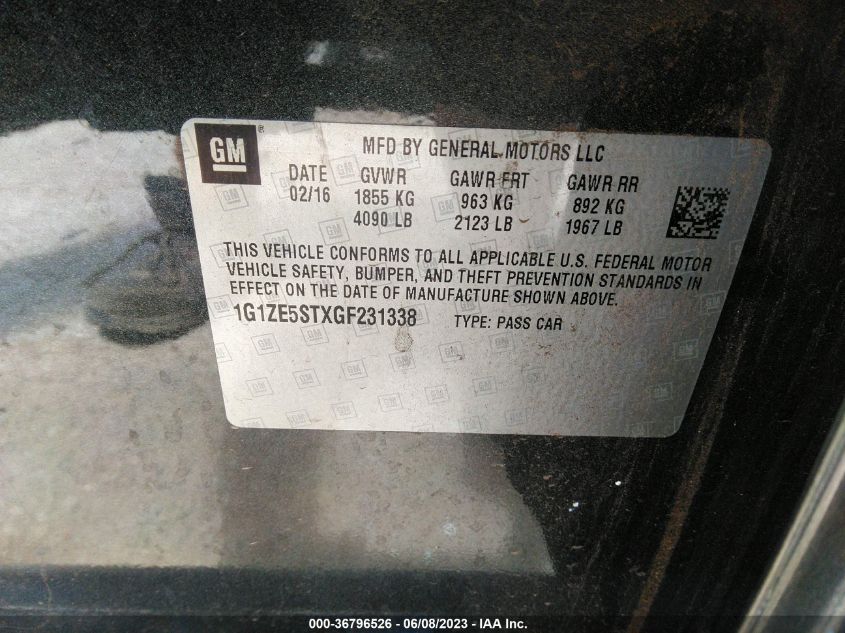 GM ® MFD BY GENERAL MOTORS LLC
DATE GVWR GAWR FRT GAWR RR
02/16 1855 KG 963 KG 892 KG
4090 LB 2123 LB 1967 LB
THIS VEHICLE CONFORMS TO ALL APPLICABLE U.S. FEDERAL MOTOR
VEHICLE SAFETY, BUMPER, AND THEFT PREVENTION STANDARDS IN
EFFECT ON THE DATE OF MANUFACTURE SHOWN ABOVE.
1G1ZE5STXGF231338 TYPE: PASS CAR
000-36796526 - 06/08/2023 - © IAA Inc.